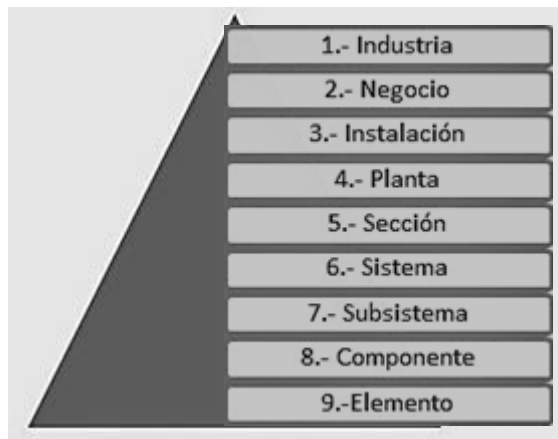 1.- Industria
2.- Negocio
3.- Instalación
4.- Planta
5.- Sección
6.- Sistema
7.- Subsistema
8.- Componente
9.-Elemento